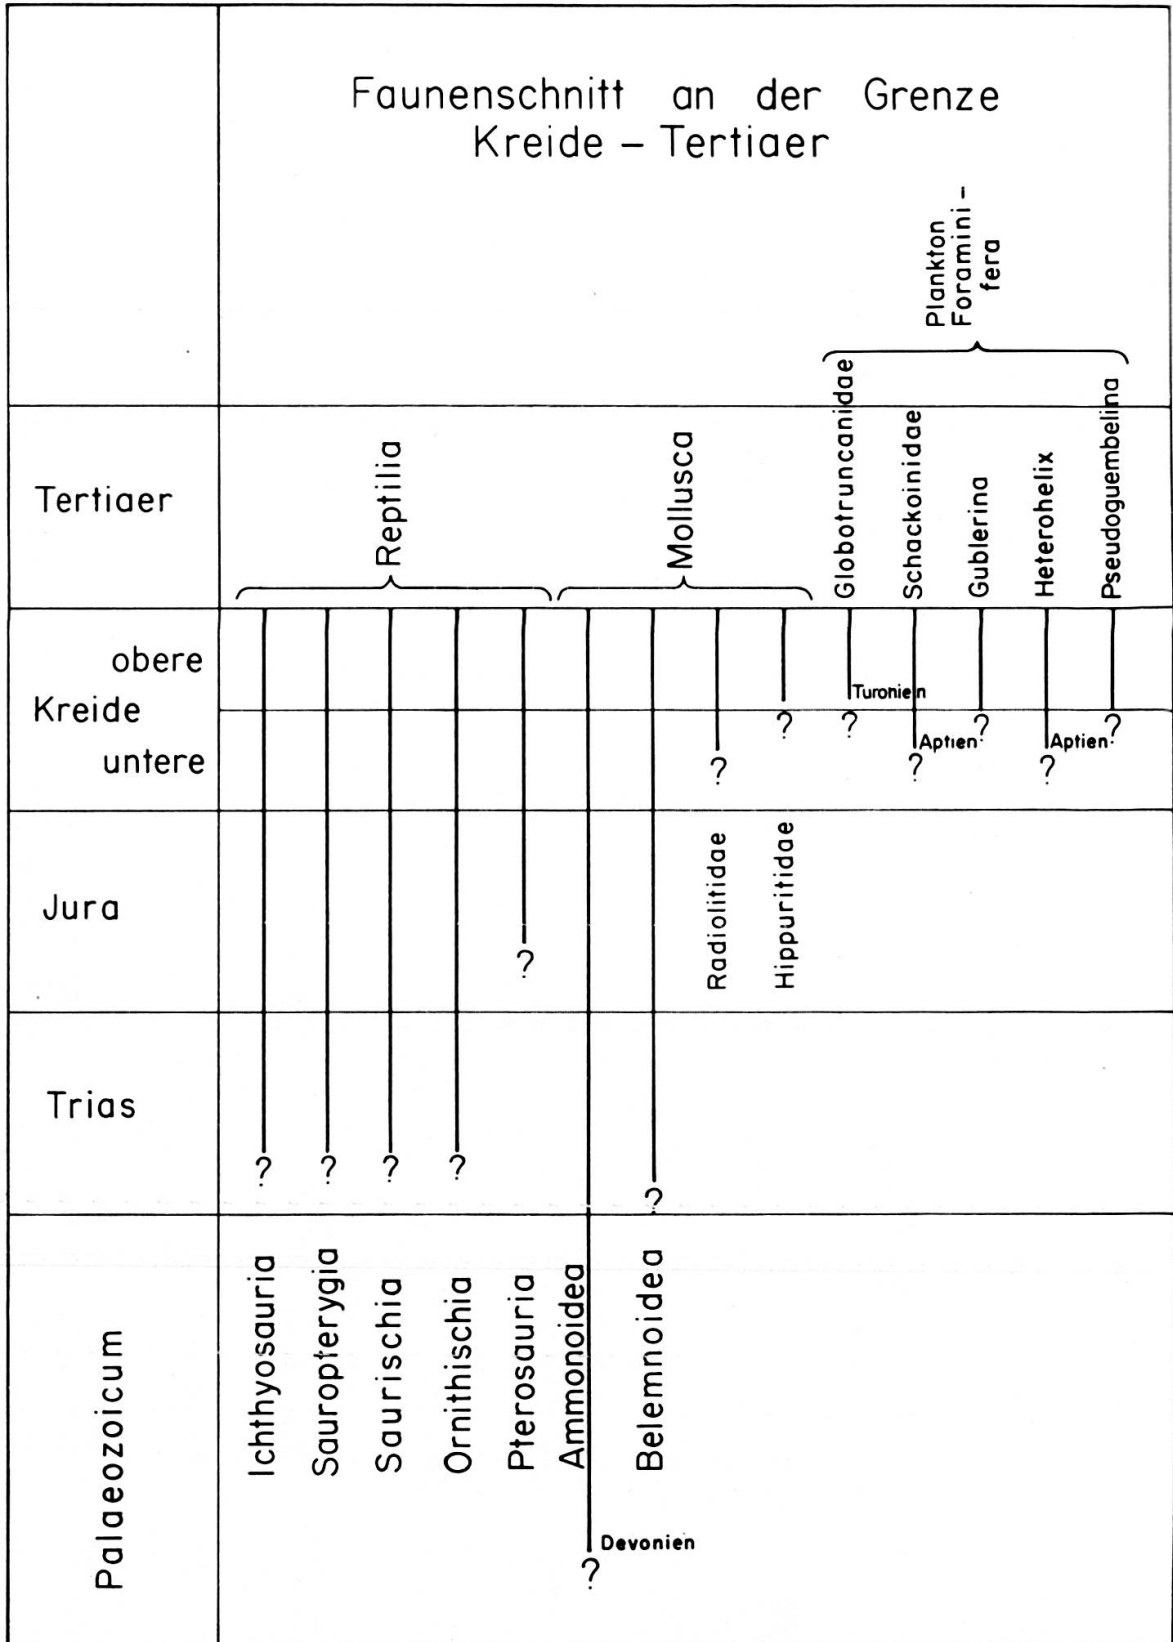 Faunenschnitt an der Grenze
Kreide – Tertiaer
Plankton
Foramini –
fera
Tertiaer
Reptilia
Mollusca
Globotruncanidae
Schackoinidae
Gublerina
Heterohelix
Pseudoguembelina
obere
Kreide
untere
Turonien
?
?
?
?
?
?
?
Aptien
Aptien
Jura
?
Radiolitidae
Hippuritidae
Trias
?
?
?
?
?
Palaeozoicum
Ichthyosauria
Sauropterygia
Saurischia
Ornithischia
Pterosauria
Ammonoidea
Belemnoidea
Devonien
?